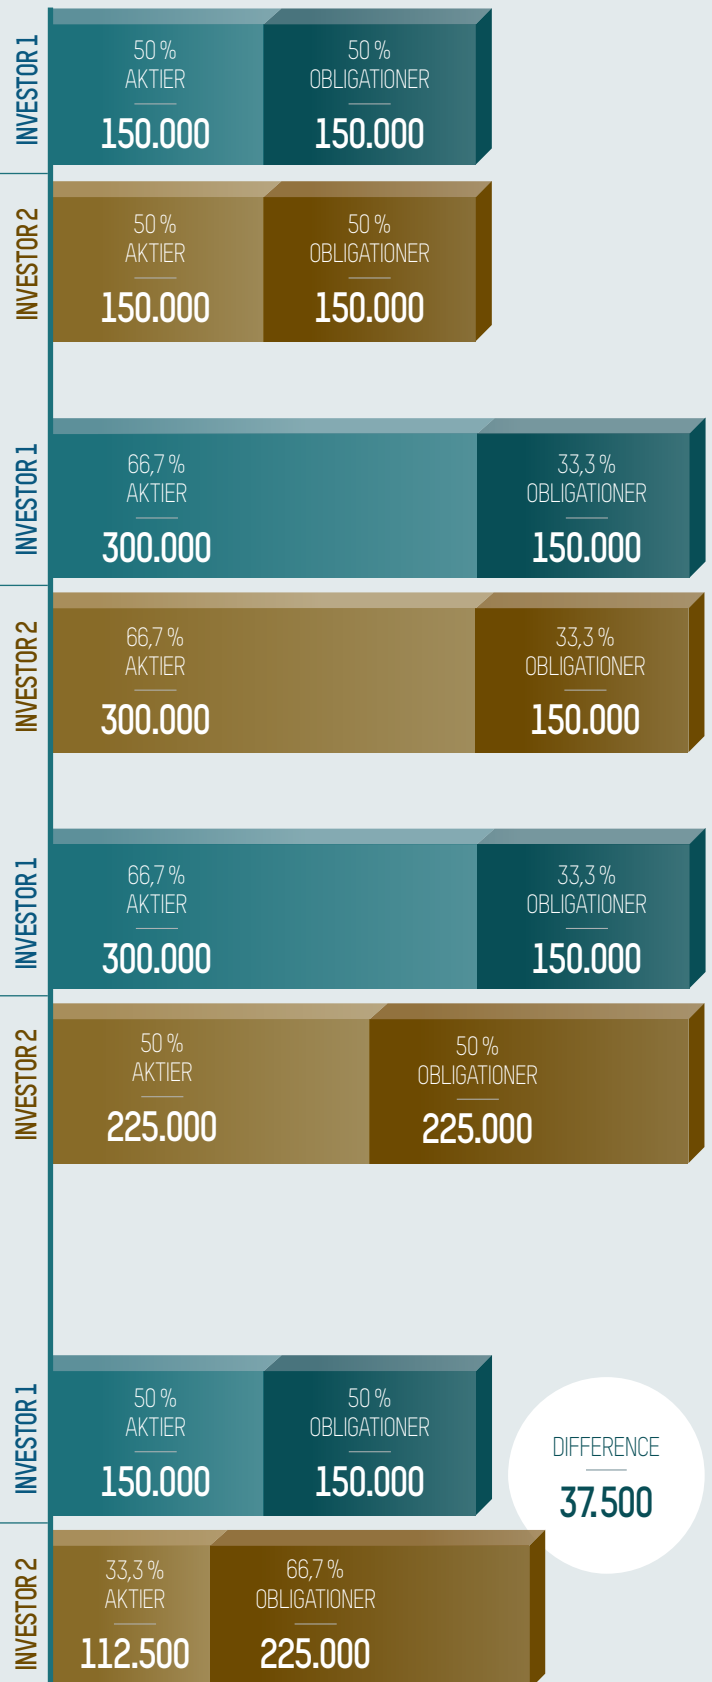 INVESTOR 1
50 %
AKTIER
150.000
50 %
OBLIGATIONER
150.000
INVESTOR 2
50 %
AKTIER
150.000
50 %
OBLIGATIONER
150.000
INVESTOR 1
66,7 %
AKTIER
300.000
33,3 %
OBLIGATIONER
150.000
INVESTOR 2
66,7 %
AKTIER
300.000
33,3 %
OBLIGATIONER
150.000
INVESTOR 1
66,7 %
AKTIER
300.000
33,3 %
OBLIGATIONER
150.000
INVESTOR 2
50 %
AKTIER
225.000
50 %
OBLIGATIONER
225.000
INVESTOR 1
50 %
AKTIER
150.000
50 %
OBLIGATIONER
150.000
DIFFERENCE
37.500
INVESTOR 2
33,3 %
AKTIER
112.500
66,7 %
OBLIGATIONER
225.000